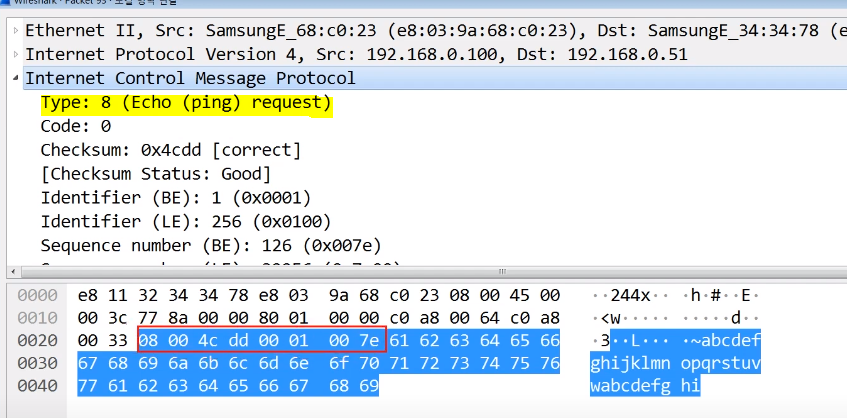 Wireshark · Packet 93 · 로컬 영역 연결
Ethernet II, Src: SamsungE_68:c0:23 (e8:03:9a:68:c0:23), Dst: SamsungE_34:34:78 (e
Internet Protocol Version 4, Src: 192.168.0.100, Dst: 192.168.0.51
Internet Control Message Protocol
Type: 8 (Echo (ping) request)
Code: 0
Checksum: 0x4cdd [correct]
[Checksum Status: Good]
Identifier (BE): 1 (0x0001)
Identifier (LE): 256 (0x0100)
Sequence number (BE): 126 (0x007e)
0000 e8 11 32 34 34 78 e8 03 9a 68 c0 23 08 00 45 00 ··244x·· ·h·#··E·
0010 00 3c 77 8a 00 00 80 01 00 00 c0 a8 00 64 c0 a8 ·<w····· ·····d··
0020 00 33 08 00 4c dd 00 01 00 7e 61 62 63 64 65 66 ·3··L··· ·~abcdef
0030 67 68 69 6a 6b 6c 6d 6e 6f 70 71 72 73 74 75 76 ghijklmn opqrstuv
0040 77 61 62 63 64 65 66 67 68 69 wabcdefg hi